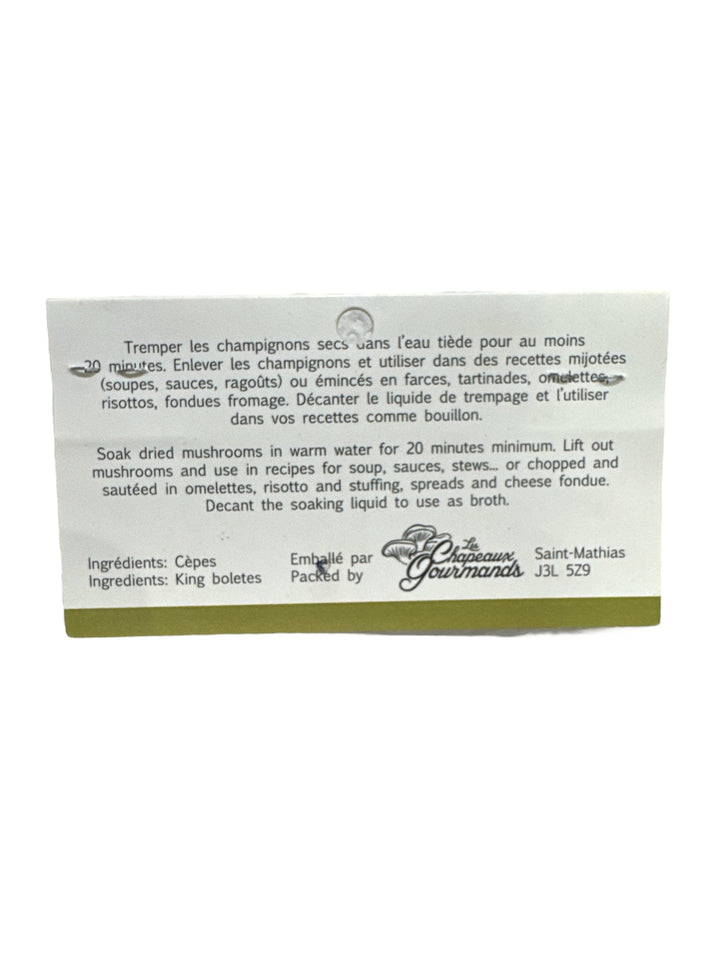 Tremper les champignons secs dans l'eau tiède pour au moins
20 minutes. Enlever les champignons et utiliser dans des recettes mijotées
(soupes, sauces, ragoûts) ou émincés en farces, tartinades, omelettes,
risottos, fondues fromage. Décanter le liquide de trempage et l'utiliser
dans vos recettes comme bouillon.
Soak dried mushrooms in warm water for 20 minutes minimum. Lift out
mushrooms and use in recipes for soup, sauces, stews... or chopped and
sautéed in omelettes, risotto and stuffing, spreads and cheese fondue.
Decant the soaking liquid to use as broth.
Ingrédients: Cèpes
Ingredients: King boletes
Emballé par
Packed by
Les
Chapeaux
Gourmands
Saint-Mathias
J3L 5Z9